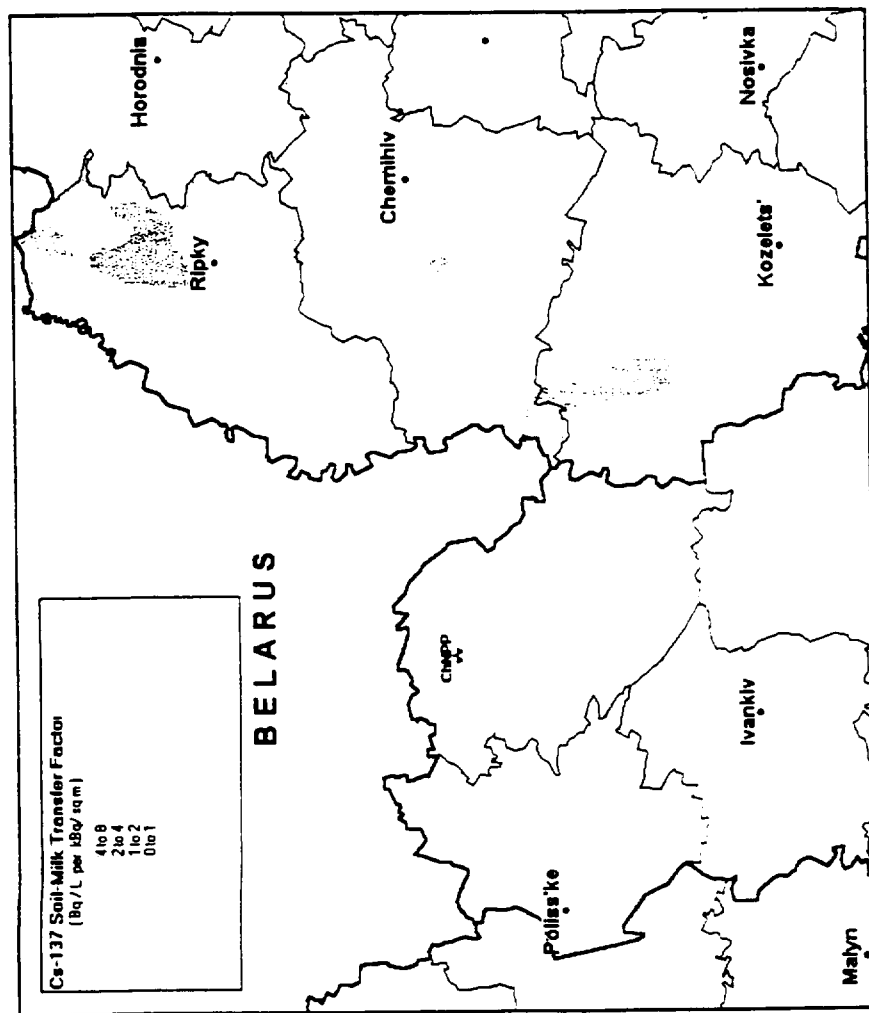 Cs-137 Soil-Milk Transfer Factor
(Bq/L per kBq/sqm)
4 to 8
2 to 4
1 to 2
0 to 1
BELARUS
Horodnia
Ripky
Chernihiv
ChNPP
Nosivka
Kozelets'
Poliss'ke
Ivankiv
Malyn